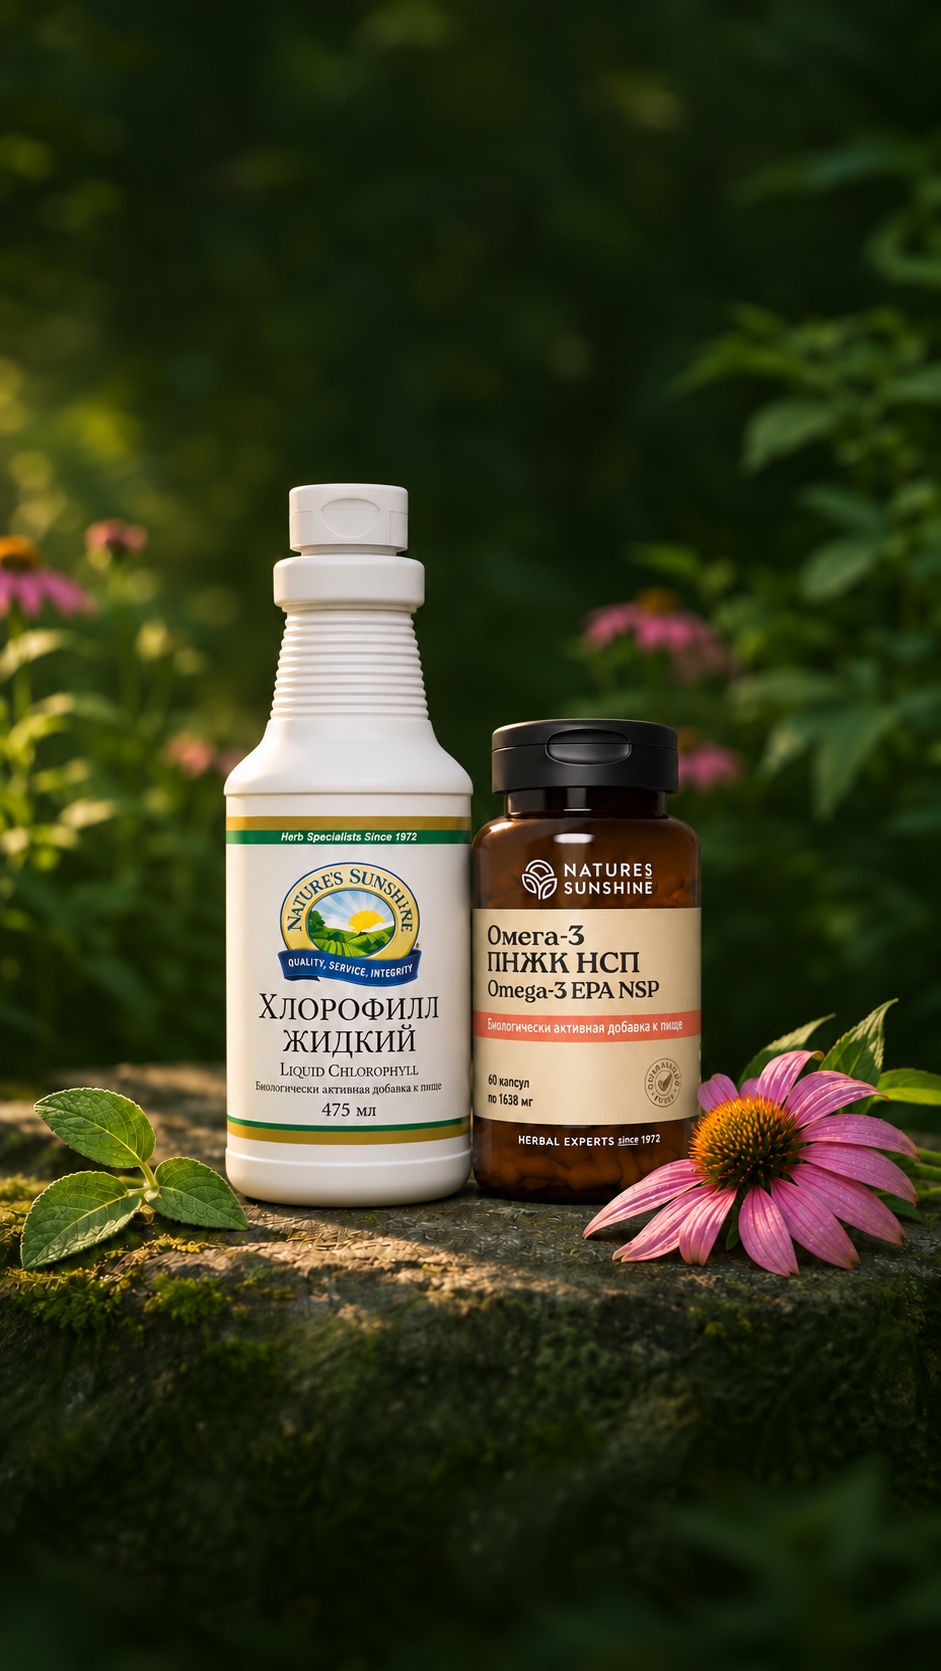 Herb Specialists Since 1972
NATURE'S SUNSHINE
®
QUALITY, SERVICE, INTEGRITY
ХЛОРОФИЛЛ
ЖИДКИЙ
LIQUID CHLOROPHYLL
Биологически активная добавка к пище
475 мл
NATURES
SUNSHINE
Омега-3
ПНЖК НСП
Omega-3 EPA NSP
Биологически активная добавка к пище
60 капсул
по 1638 мг
HERBAL EXPERTS since 1972